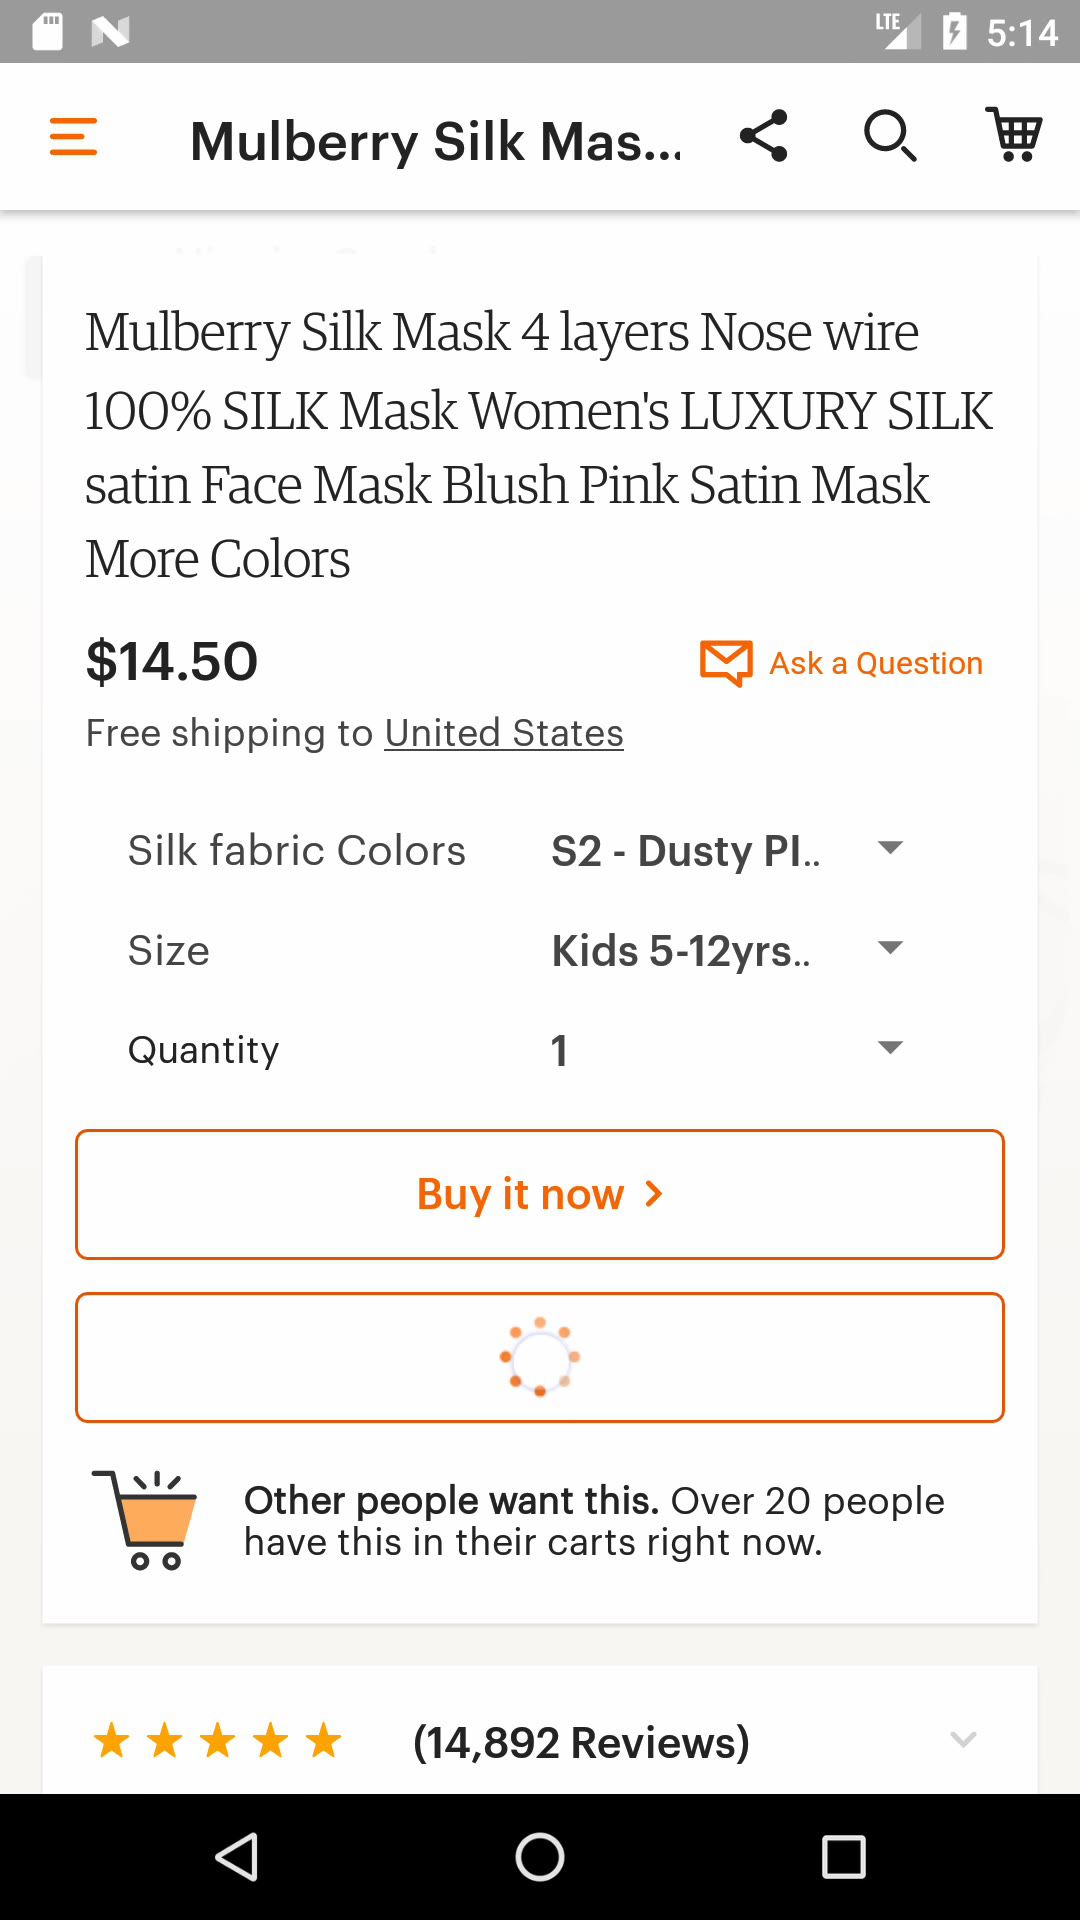 LTE 5:14
Mulberry Silk Mas...
Mulberry Silk Mask 4 layers Nose wire
100% SILK Mask Women's LUXURY SILK
satin Face Mask Blush Pink Satin Mask
More Colors
$14.50
Ask a Question
Free shipping to United States
Silk fabric Colors S2 - Dusty PI..
Size Kids 5-12yrs..
Quantity 1
Buy it now
Other people want this. Over 20 people
have this in their carts right now.
(14,892 Reviews)